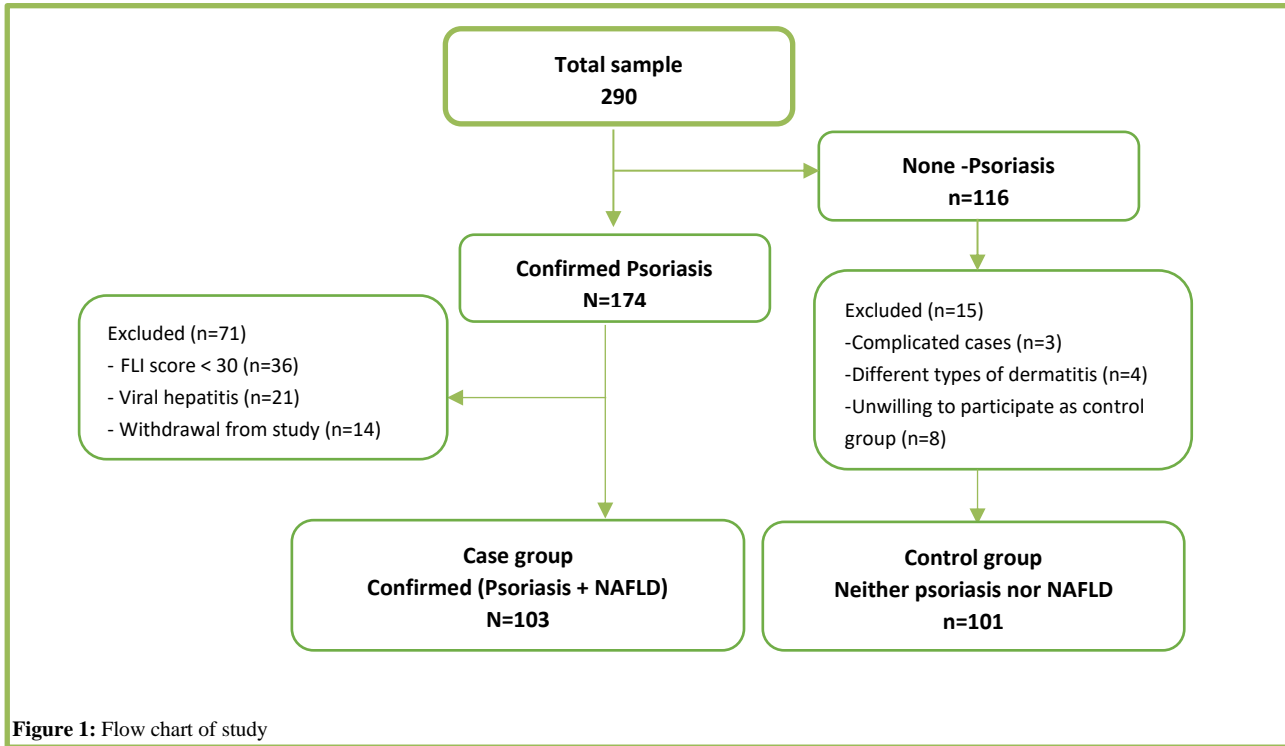 Total sample
290
None -Psoriasis
n=116
Confirmed Psoriasis
N=174
Excluded (n=71)
- FLI score < 30 (n=36)
- Viral hepatitis (n=21)
- Withdrawal from study (n=14)
Excluded (n=15)
-Complicated cases (n=3)
-Different types of dermatitis (n=4)
-Unwilling to participate as control
group (n=8)
Case group
Confirmed (Psoriasis + NAFLD)
N=103
Control group
Neither psoriasis nor NAFLD
n=101
Figure 1: Flow chart of study